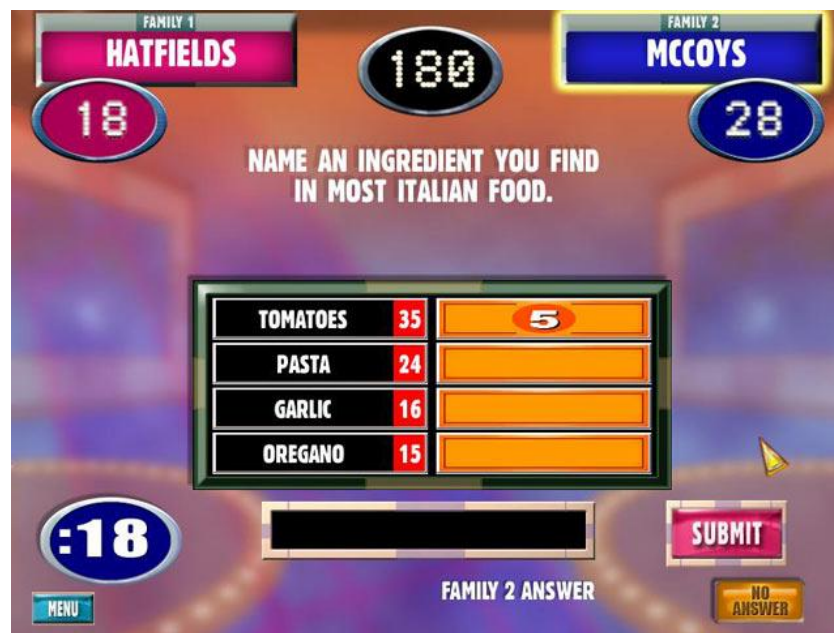 FAMILY 1
HATFIELDS
18
180
FAMILY 2
MCCOYS
28
NAME AN INGREDIENT YOU FIND
IN MOST ITALIAN FOOD.
TOMATOES 35
PASTA 24
GARLIC 16
OREGANO 15
5
:18
SUBMIT
FAMILY 2 ANSWER
MENU
NO
ANSWER